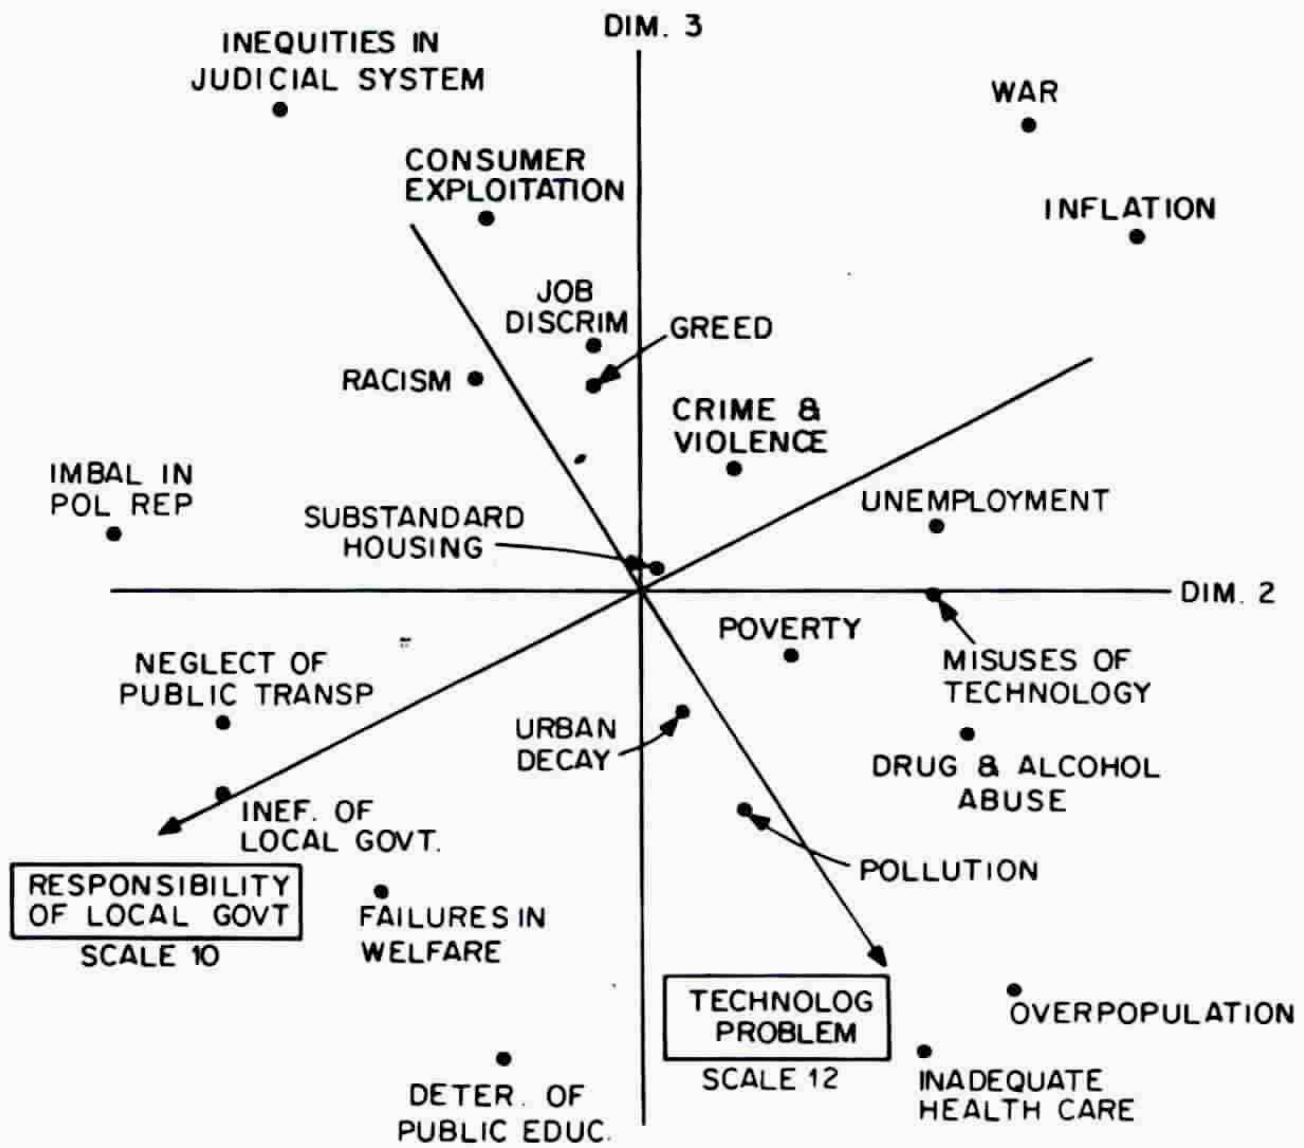 DIM. 3
INEQUITIES IN
JUDICIAL SYSTEM
WAR
CONSUMER
EXPLOITATION
INFLATION
JOB
DISCRIM
GREED
RACISM
CRIME &
VIOLENCE
IMBAL IN
POL REP
UNEMPLOYMENT
SUBSTANDARD
HOUSING
DIM. 2
POVERTY
NEGLECT OF
PUBLIC TRANSP
MISUSES OF
TECHNOLOGY
URBAN
DECAY
DRUG & ALCOHOL
ABUSE
INEF. OF
LOCAL GOVT.
POLLUTION
RESPONSIBILITY
OF LOCAL GOVT
SCALE 10
FAILURES IN
WELFARE
TECHNOLOG
PROBLEM
SCALE 12
OVERPOPULATION
INADEQUATE
HEALTH CARE
DETER. OF
PUBLIC EDUC.